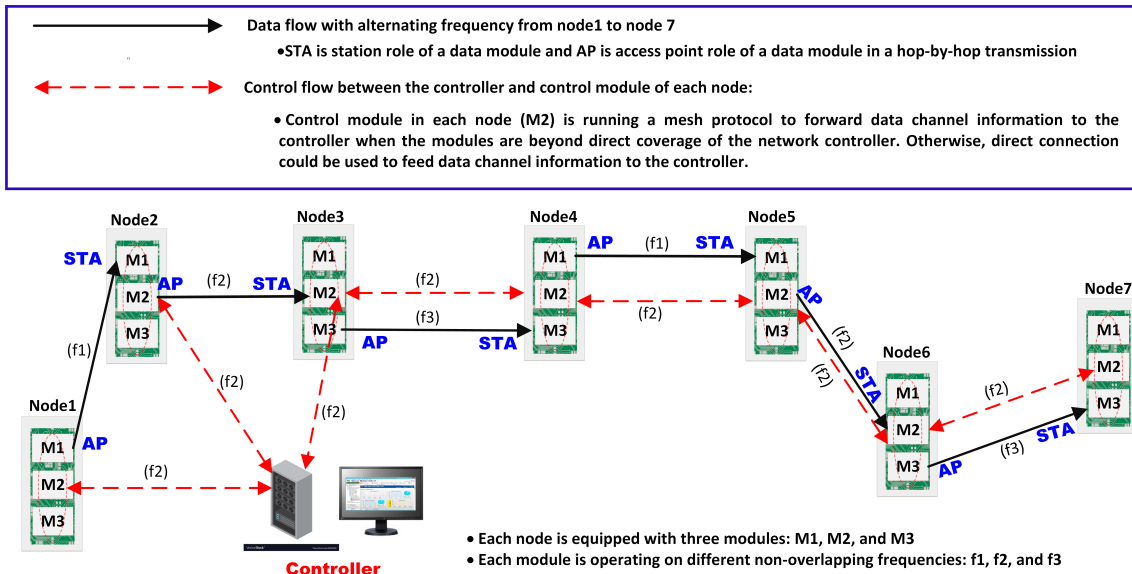 Data flow with alternating frequency from node1 to node 7
•STA is station role of a data module and AP is access point role of a data module in a hop-by-hop transmission
Control flow between the controller and control module of each node:
• Control module in each node (M2) is running a mesh protocol to forward data channel information to the
controller when the modules are beyond direct coverage of the network controller. Otherwise, direct connection
could be used to feed data channel information to the controller.
Node2
M1
M2
M3
STA
AP
(f2)
(f1)
Node3
M1
M2
M3
STA
AP
(f2)
(f3)
Node4
M1
M2
M3
AP
STA
(f1)
(f2)
Node5
M1
M2
M3
STA
AP
(f2)
(f2)
STA
Node6
M1
M2
M3
AP
(f2)
(f3)
STA
Node7
M1
M2
M3
Node1
M1
M2
M3
AP
(f2)
(f2)
(f2)
Controller
• Each node is equipped with three modules: M1, M2, and M3
• Each module is operating on different non-overlapping frequencies: f1, f2, and f3